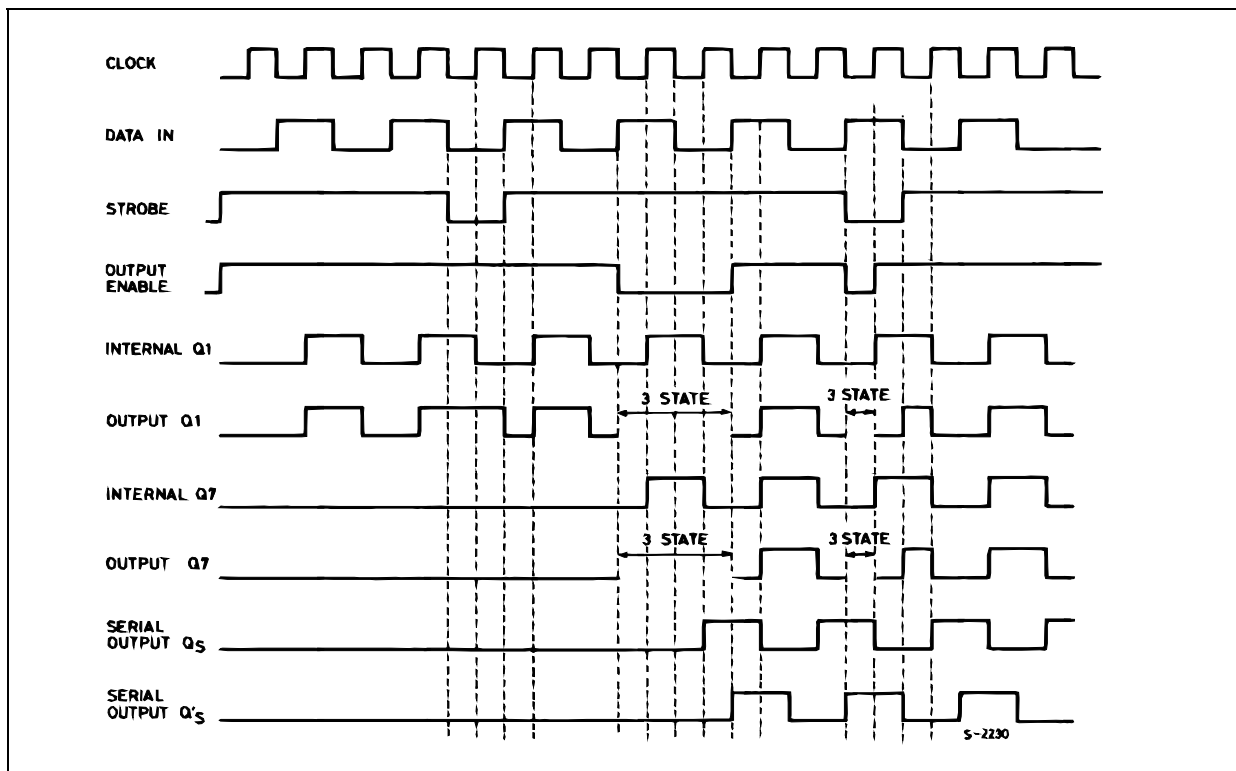 CLOCK
DATA IN
STROBE
OUTPUT
ENABLE
INTERNAL Q1
3 STATE
3 STATE
OUTPUT Q1
INTERNAL Q7
3 STATE
3 STATE
OUTPUT Q7
SERIAL
OUTPUT QS
SERIAL
OUTPUT Q'S
S-2230